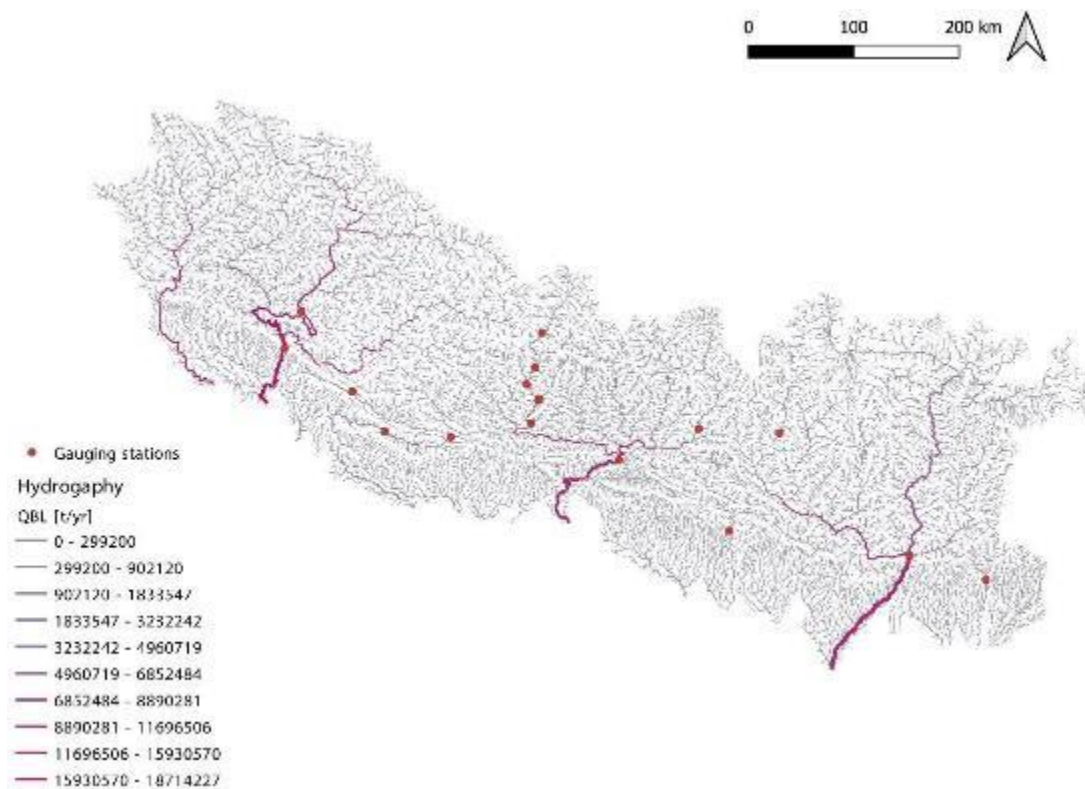 0 100 200 km
Gauging stations
Hydrogaphy
QBL [t/yr]
0 - 299200
299200 - 902120
902120 - 1833547
1833547 - 3232242
3232242 - 4960719
4960719 - 6852484
6852484 - 8890281
8890281 - 11696506
11696506 - 15930570
15930570 - 18714227